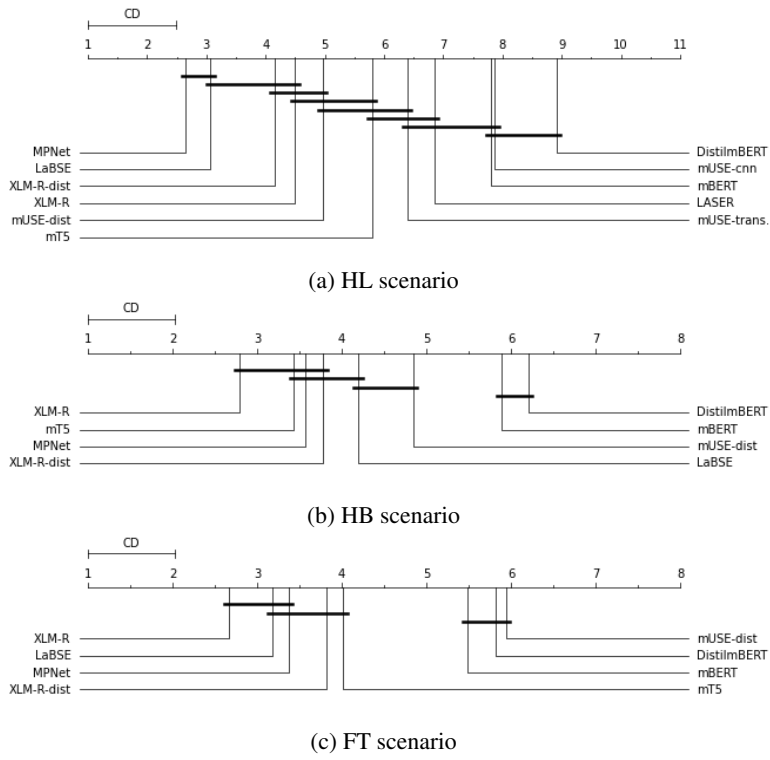 CD
1 2 3 4 5 6 7 8 9 10 11
MPNet DistilmBERT
LaBSE mUSE-cnn
XLM-R-dist mBERT
XLM-R LASER
mUSE-dist mUSE-trans.
mT5
(a) HL scenario
CD
1 2 3 4 5 6 7 8
XLM-R DistilmBERT
mT5 mBERT
MPNet mUSE-dist
XLM-R-dist LaBSE
(b) HB scenario
CD
1 2 3 4 5 6 7 8
XLM-R mUSE-dist
LaBSE DistilmBERT
MPNet mBERT
XLM-R-dist mT5
(c) FT scenario